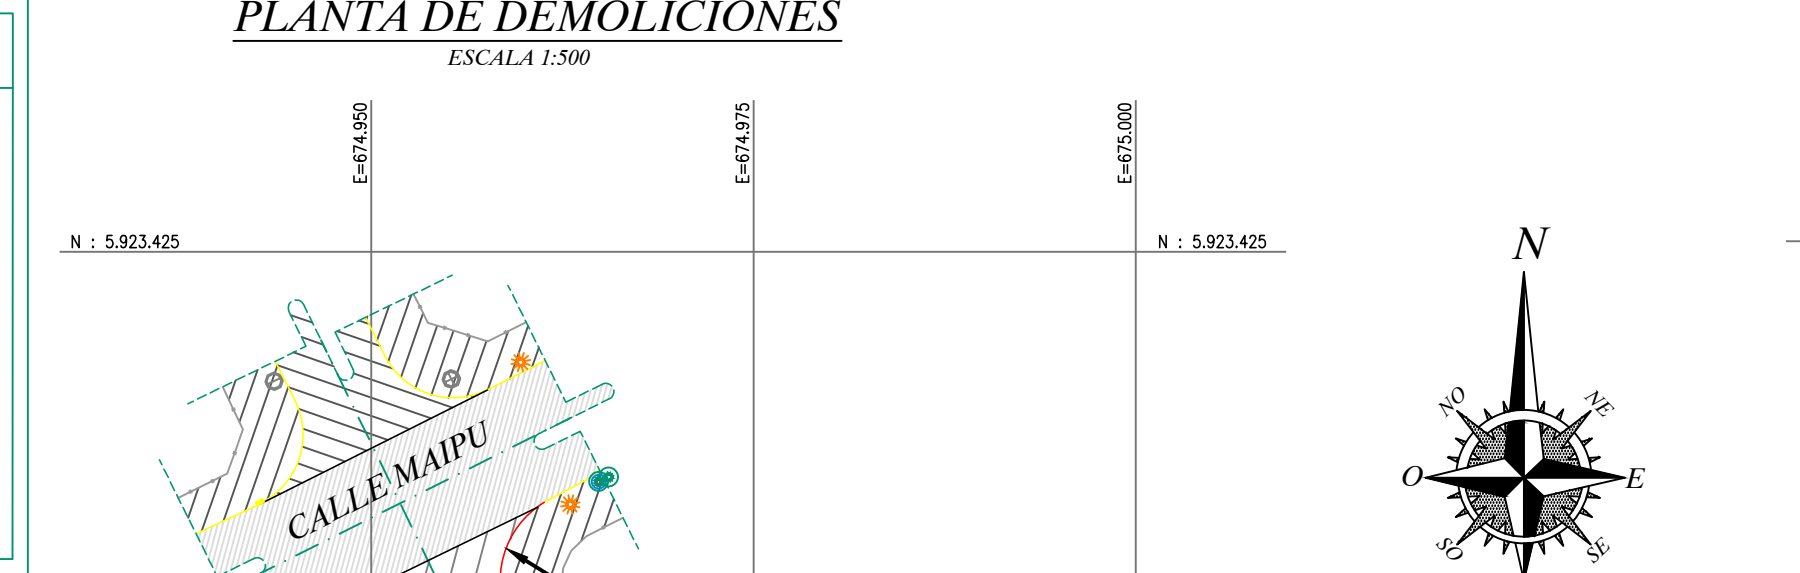 PLANTA DE DEMOLICIONES
ESCALA 1:500
E=674.950
E=674.975
E=675.000
N : 5.923.425
N : 5.923.425
N
NO
NE
CALLE MAIPU
O
E
SO
SE